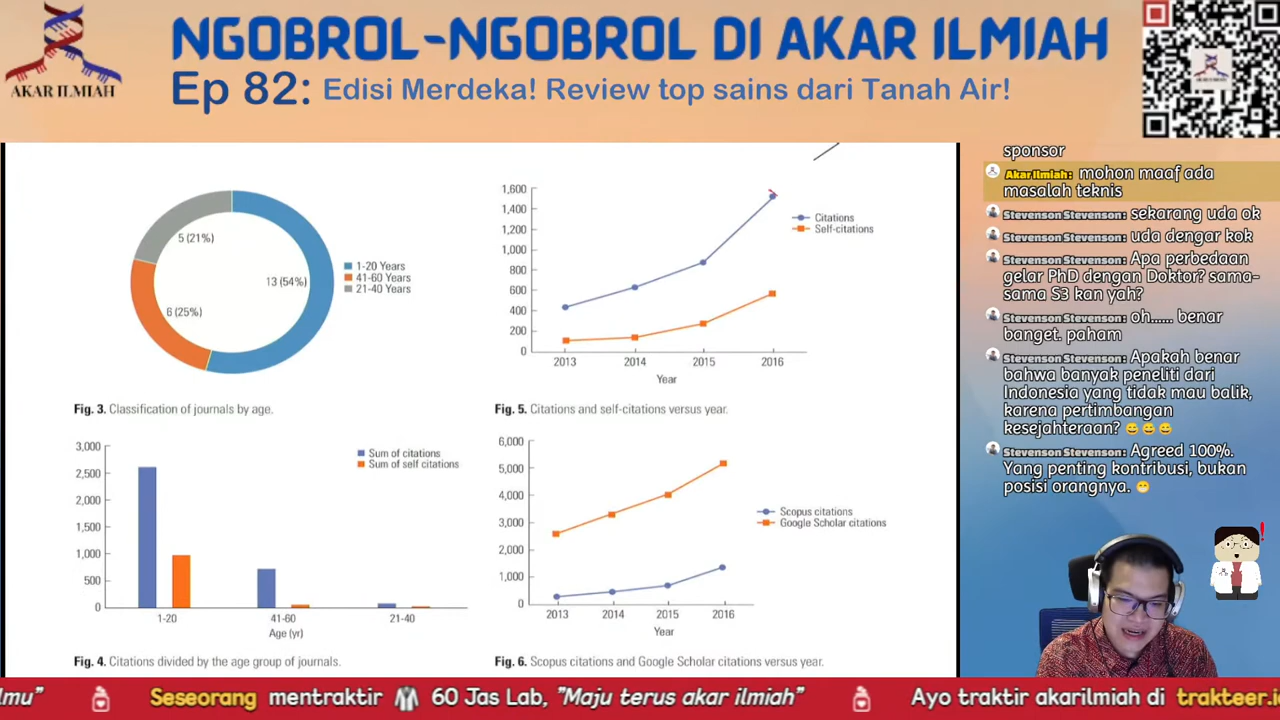 NGOBROL-NGOBROL DI AKAR ILMIAH
Ep 82: Edisi Merdeka! Review top sains dari Tanah Air!
AKAR ILMIAH
5 (21%)
13 (54%)
6 (25%)
1-20 Years
41-60 Years
21-40 Years
Fig. 3. Classification of journals by age.
1,600
1,400
1,200
1,000
800
600
400
200
0
2013 2014 2015 2016
Year
Citations
Self-citations
Fig. 5. Citations and self-citations versus year.
3,000
2,500
2,000
1,500
1,000
500
0
1-20 41-60 21-40
Age (yr)
Sum of citations
Sum of self citations
Fig. 4. Citations divided by the age group of journals.
6,000
5,000
4,000
3,000
2,000
1,000
0
2013 2014 2015 2016
Year
Scopus citations
Google Scholar citations
Fig. 6. Scopus citations and Google Scholar citations versus year.
sponsor
Akar Ilmiah: mohon maaf ada
masalah teknis
Stevenson Stevenson: sekarang uda ok
Stevenson Stevenson: uda dengar kok
Stevenson Stevenson: Apa perbedaan
gelar PhD dengan Doktor? sama-
sama S3 kan yah?
Stevenson Stevenson: oh...... benar
banget. paham
Stevenson Stevenson: Apakah benar
bahwa banyak peneliti dari
Indonesia yang tidak mau balik,
karena pertimbangan
kesejahteraan? 😅😅😅
Stevenson Stevenson: Agreed 100%.
Yang penting kontribusi, bukan
posisi orangnya. 😁
lmu" Seseorang mentraktir 60 Jas Lab, "Maju terus akar ilmiah" Ayo traktir akarilmiah di trakteer.i